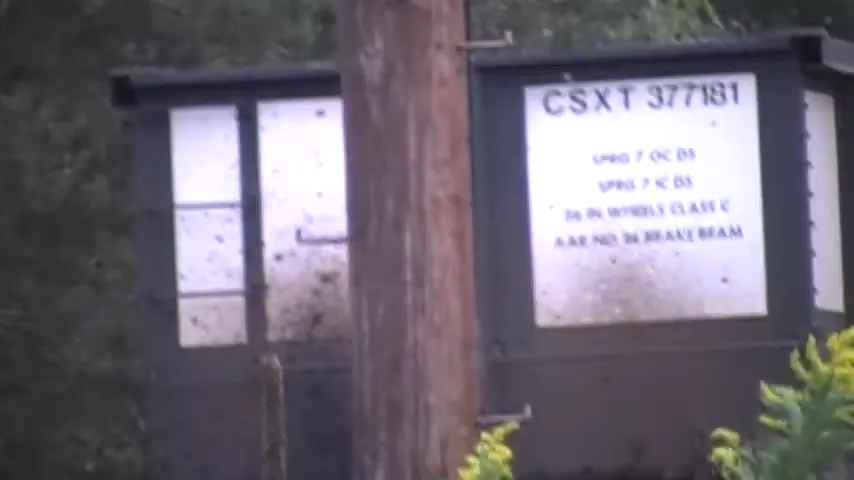 CSXT 377181
SPRG 7 OC D5
SPRG 7 IC D5
36 IN WHEELS CLASS C
AAR NO 36 BRAKE BEAM